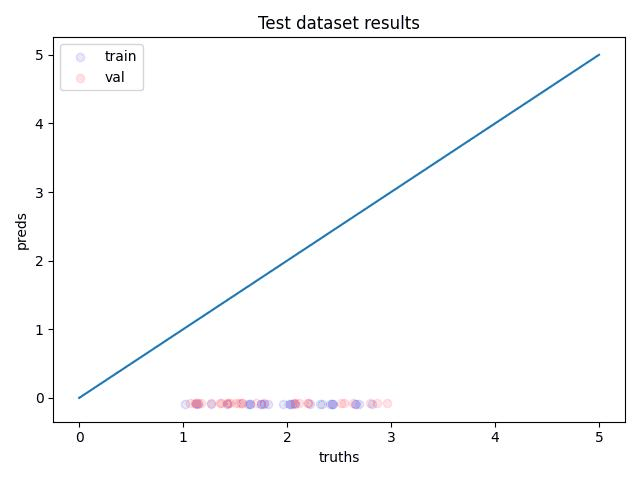 Test dataset results
train
val
preds
5
4
3
2
1
0
0 1 2 3 4 5
truths